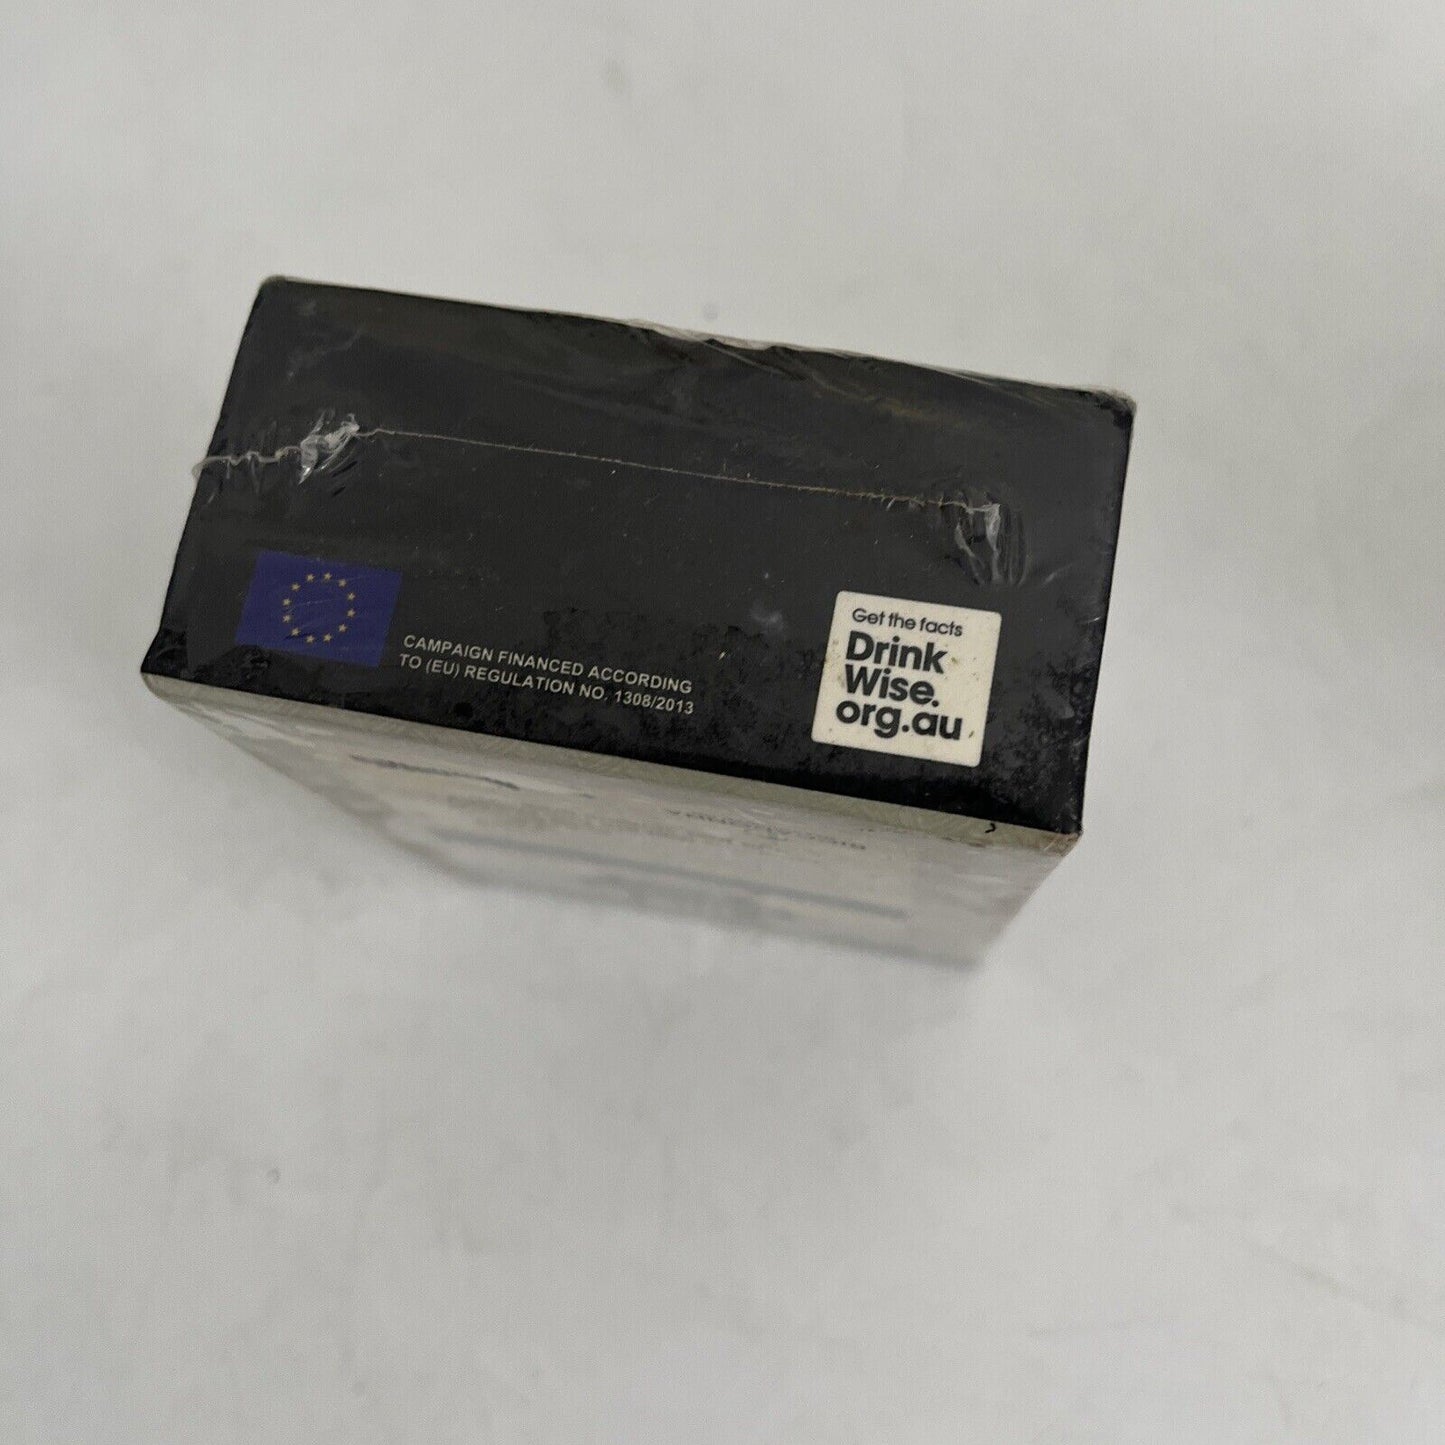 CAMPAIGN FINANCED ACCORDING
TO (EU) REGULATION NO. 1308/2013
Get the facts
Drink
Wise.
org.au